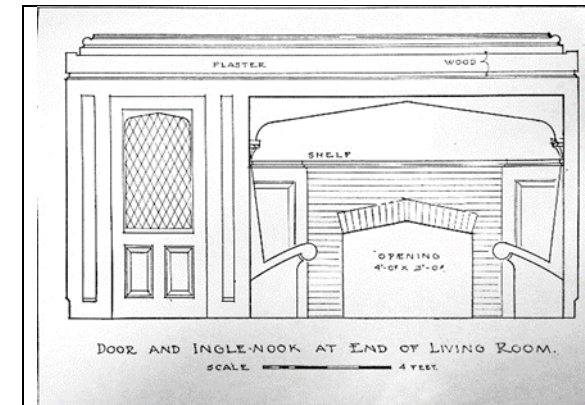 PLASTER
WOOD
SHELF
OPENING
4'-0" X 3'-0"
DOOR AND INGLE-NOOK AT END OF LIVING ROOM.
SCALE 4 FEET